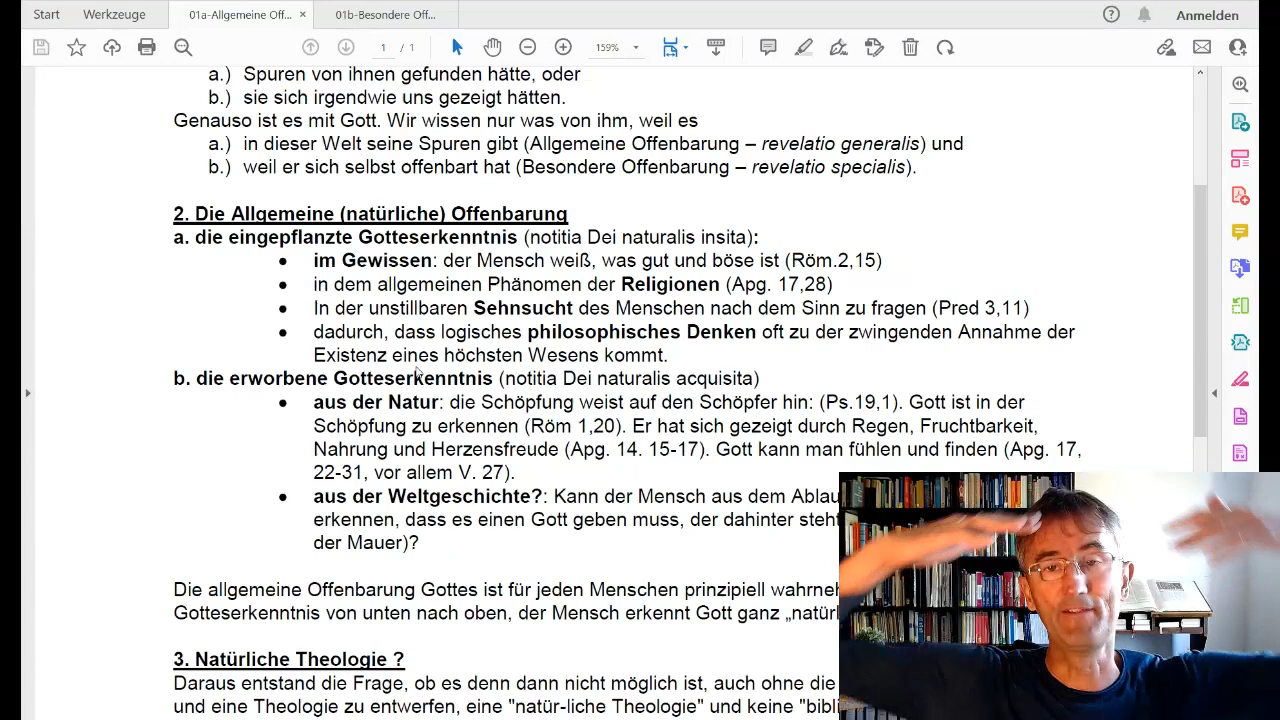 Start Werkzeuge 01a-Allgemeine Off... × 01b-Besondere Off... Anmelden
1 / 1 159%
a.) Spuren von ihnen gefunden hätte, oder
b.) sie sich irgendwie uns gezeigt hätten.
Genauso ist es mit Gott. Wir wissen nur was von ihm, weil es
a.) in dieser Welt seine Spuren gibt (Allgemeine Offenbarung – revelatio generalis) und
b.) weil er sich selbst offenbart hat (Besondere Offenbarung – revelatio specialis).
2. Die Allgemeine (natürliche) Offenbarung
a. die eingepflanzte Gotteserkenntnis (notitia Dei naturalis insita):
• im Gewissen: der Mensch weiß, was gut und böse ist (Röm.2,15)
• in dem allgemeinen Phänomen der Religionen (Apg. 17,28)
• In der unstillbaren Sehnsucht des Menschen nach dem Sinn zu fragen (Pred 3,11)
• dadurch, dass logisches philosophisches Denken oft zu der zwingenden Annahme der
Existenz eines höchsten Wesens kommt.
b. die erworbene Gotteserkenntnis (notitia Dei naturalis acquisita)
• aus der Natur: die Schöpfung weist auf den Schöpfer hin: (Ps.19,1). Gott ist in der
Schöpfung zu erkennen (Röm 1,20). Er hat sich gezeigt durch Regen, Fruchtbarkeit,
Nahrung und Herzensfreude (Apg. 14. 15-17). Gott kann man fühlen und finden (Apg. 17,
22-31, vor allem V. 27).
• aus der Weltgeschichte?: Kann der Mensch aus dem Ablau
erkennen, dass es einen Gott geben muss, der dahinter steht
der Mauer)?
Die allgemeine Offenbarung Gottes ist für jeden Menschen prinzipiell wahrneh
Gotteserkenntnis von unten nach oben, der Mensch erkennt Gott ganz „natürl
3. Natürliche Theologie ?
Daraus entstand die Frage, ob es denn dann nicht möglich ist, auch ohne die
und eine Theologie zu entwerfen, eine "natür-liche Theologie" und keine "bibli